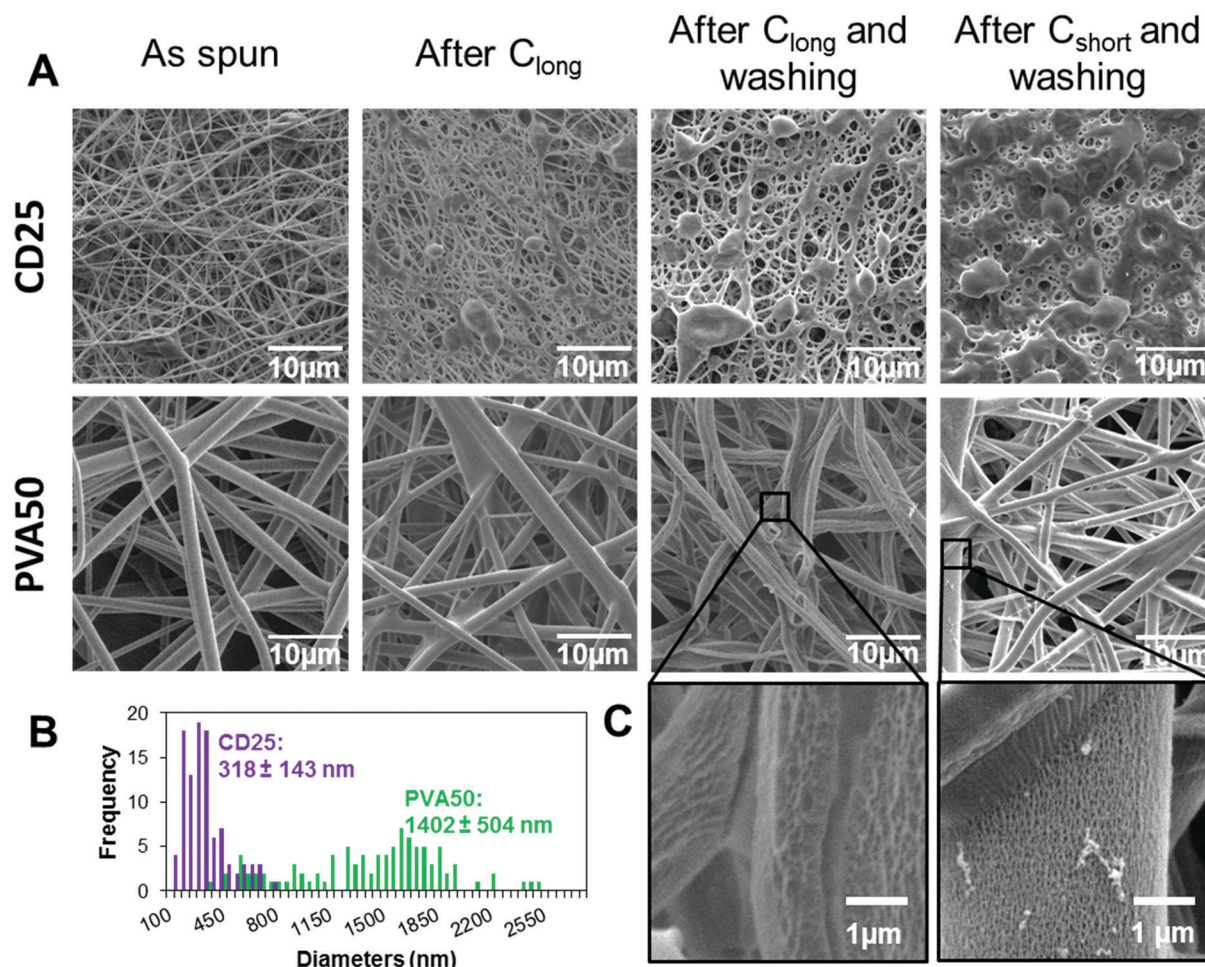 A
As spun
After Clong
After Clong and
washing
After Cshort and
washing
CD25
10µm
10µm
10µm
10µm
PVA50
10µm
10µm
10µm
10µm
B
20
15
10
5
0
Frequency
CD25:
318 ± 143 nm
PVA50:
1402 ± 504 nm
100
450
800
1150
1500
1850
2200
2550
Diameters (nm)
C
1µm
1 µm